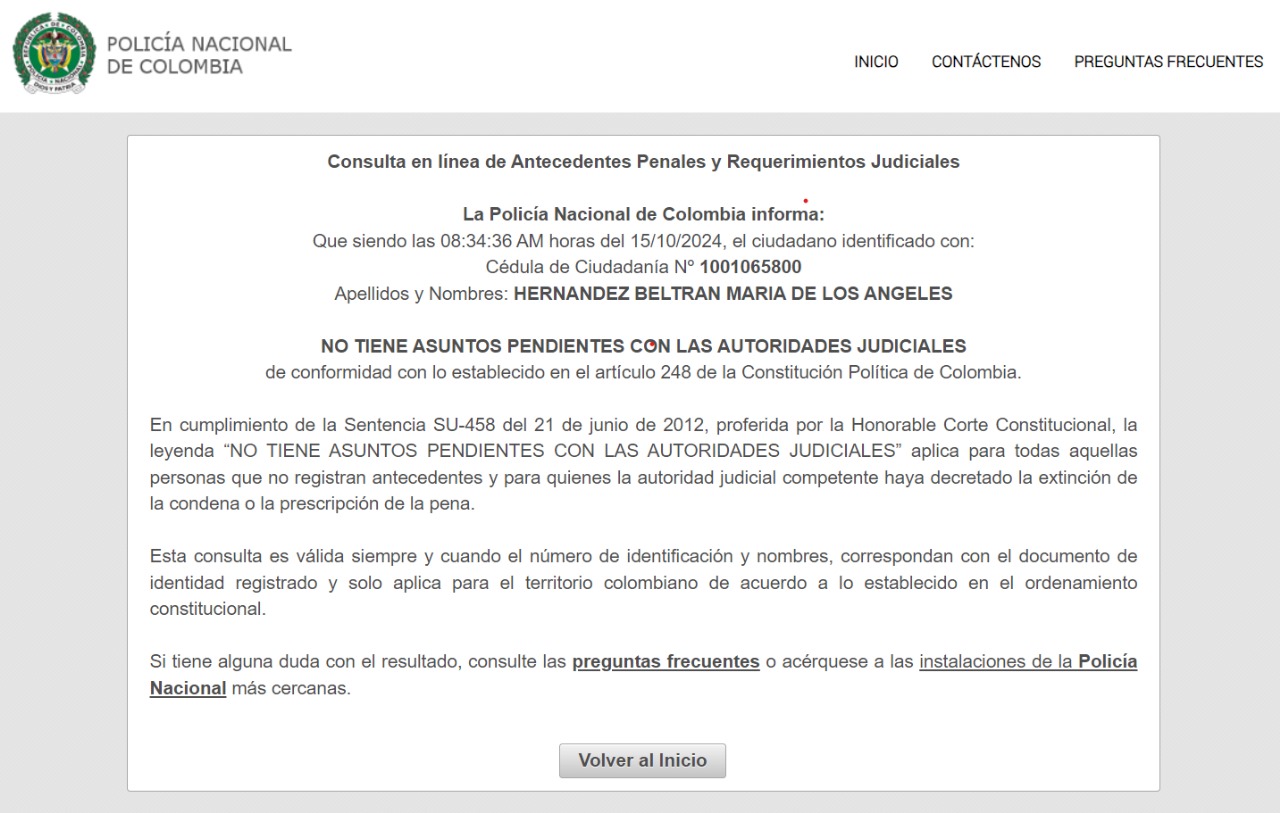 POLICÍA NACIONAL
DE COLOMBIA
INICIO CONTÁCTENOS PREGUNTAS FRECUENTES
Consulta en línea de Antecedentes Penales y Requerimientos Judiciales
La Policía Nacional de Colombia informa:
Que siendo las 08:34:36 AM horas del 15/10/2024, el ciudadano identificado con:
Cédula de Ciudadanía Nº 1001065800
Apellidos y Nombres: HERNANDEZ BELTRAN MARIA DE LOS ANGELES
NO TIENE ASUNTOS PENDIENTES CON LAS AUTORIDADES JUDICIALES
de conformidad con lo establecido en el artículo 248 de la Constitución Política de Colombia.
En cumplimiento de la Sentencia SU-458 del 21 de junio de 2012, proferida por la Honorable Corte Constitucional, la
leyenda “NO TIENE ASUNTOS PENDIENTES CON LAS AUTORIDADES JUDICIALES” aplica para todas aquellas
personas que no registran antecedentes y para quienes la autoridad judicial competente haya decretado la extinción de
la condena o la prescripción de la pena.
Esta consulta es válida siempre y cuando el número de identificación y nombres, correspondan con el documento de
identidad registrado y solo aplica para el territorio colombiano de acuerdo a lo establecido en el ordenamiento
constitucional.
Si tiene alguna duda con el resultado, consulte las preguntas frecuentes o acérquese a las instalaciones de la Policía
Nacional más cercanas.
Volver al Inicio